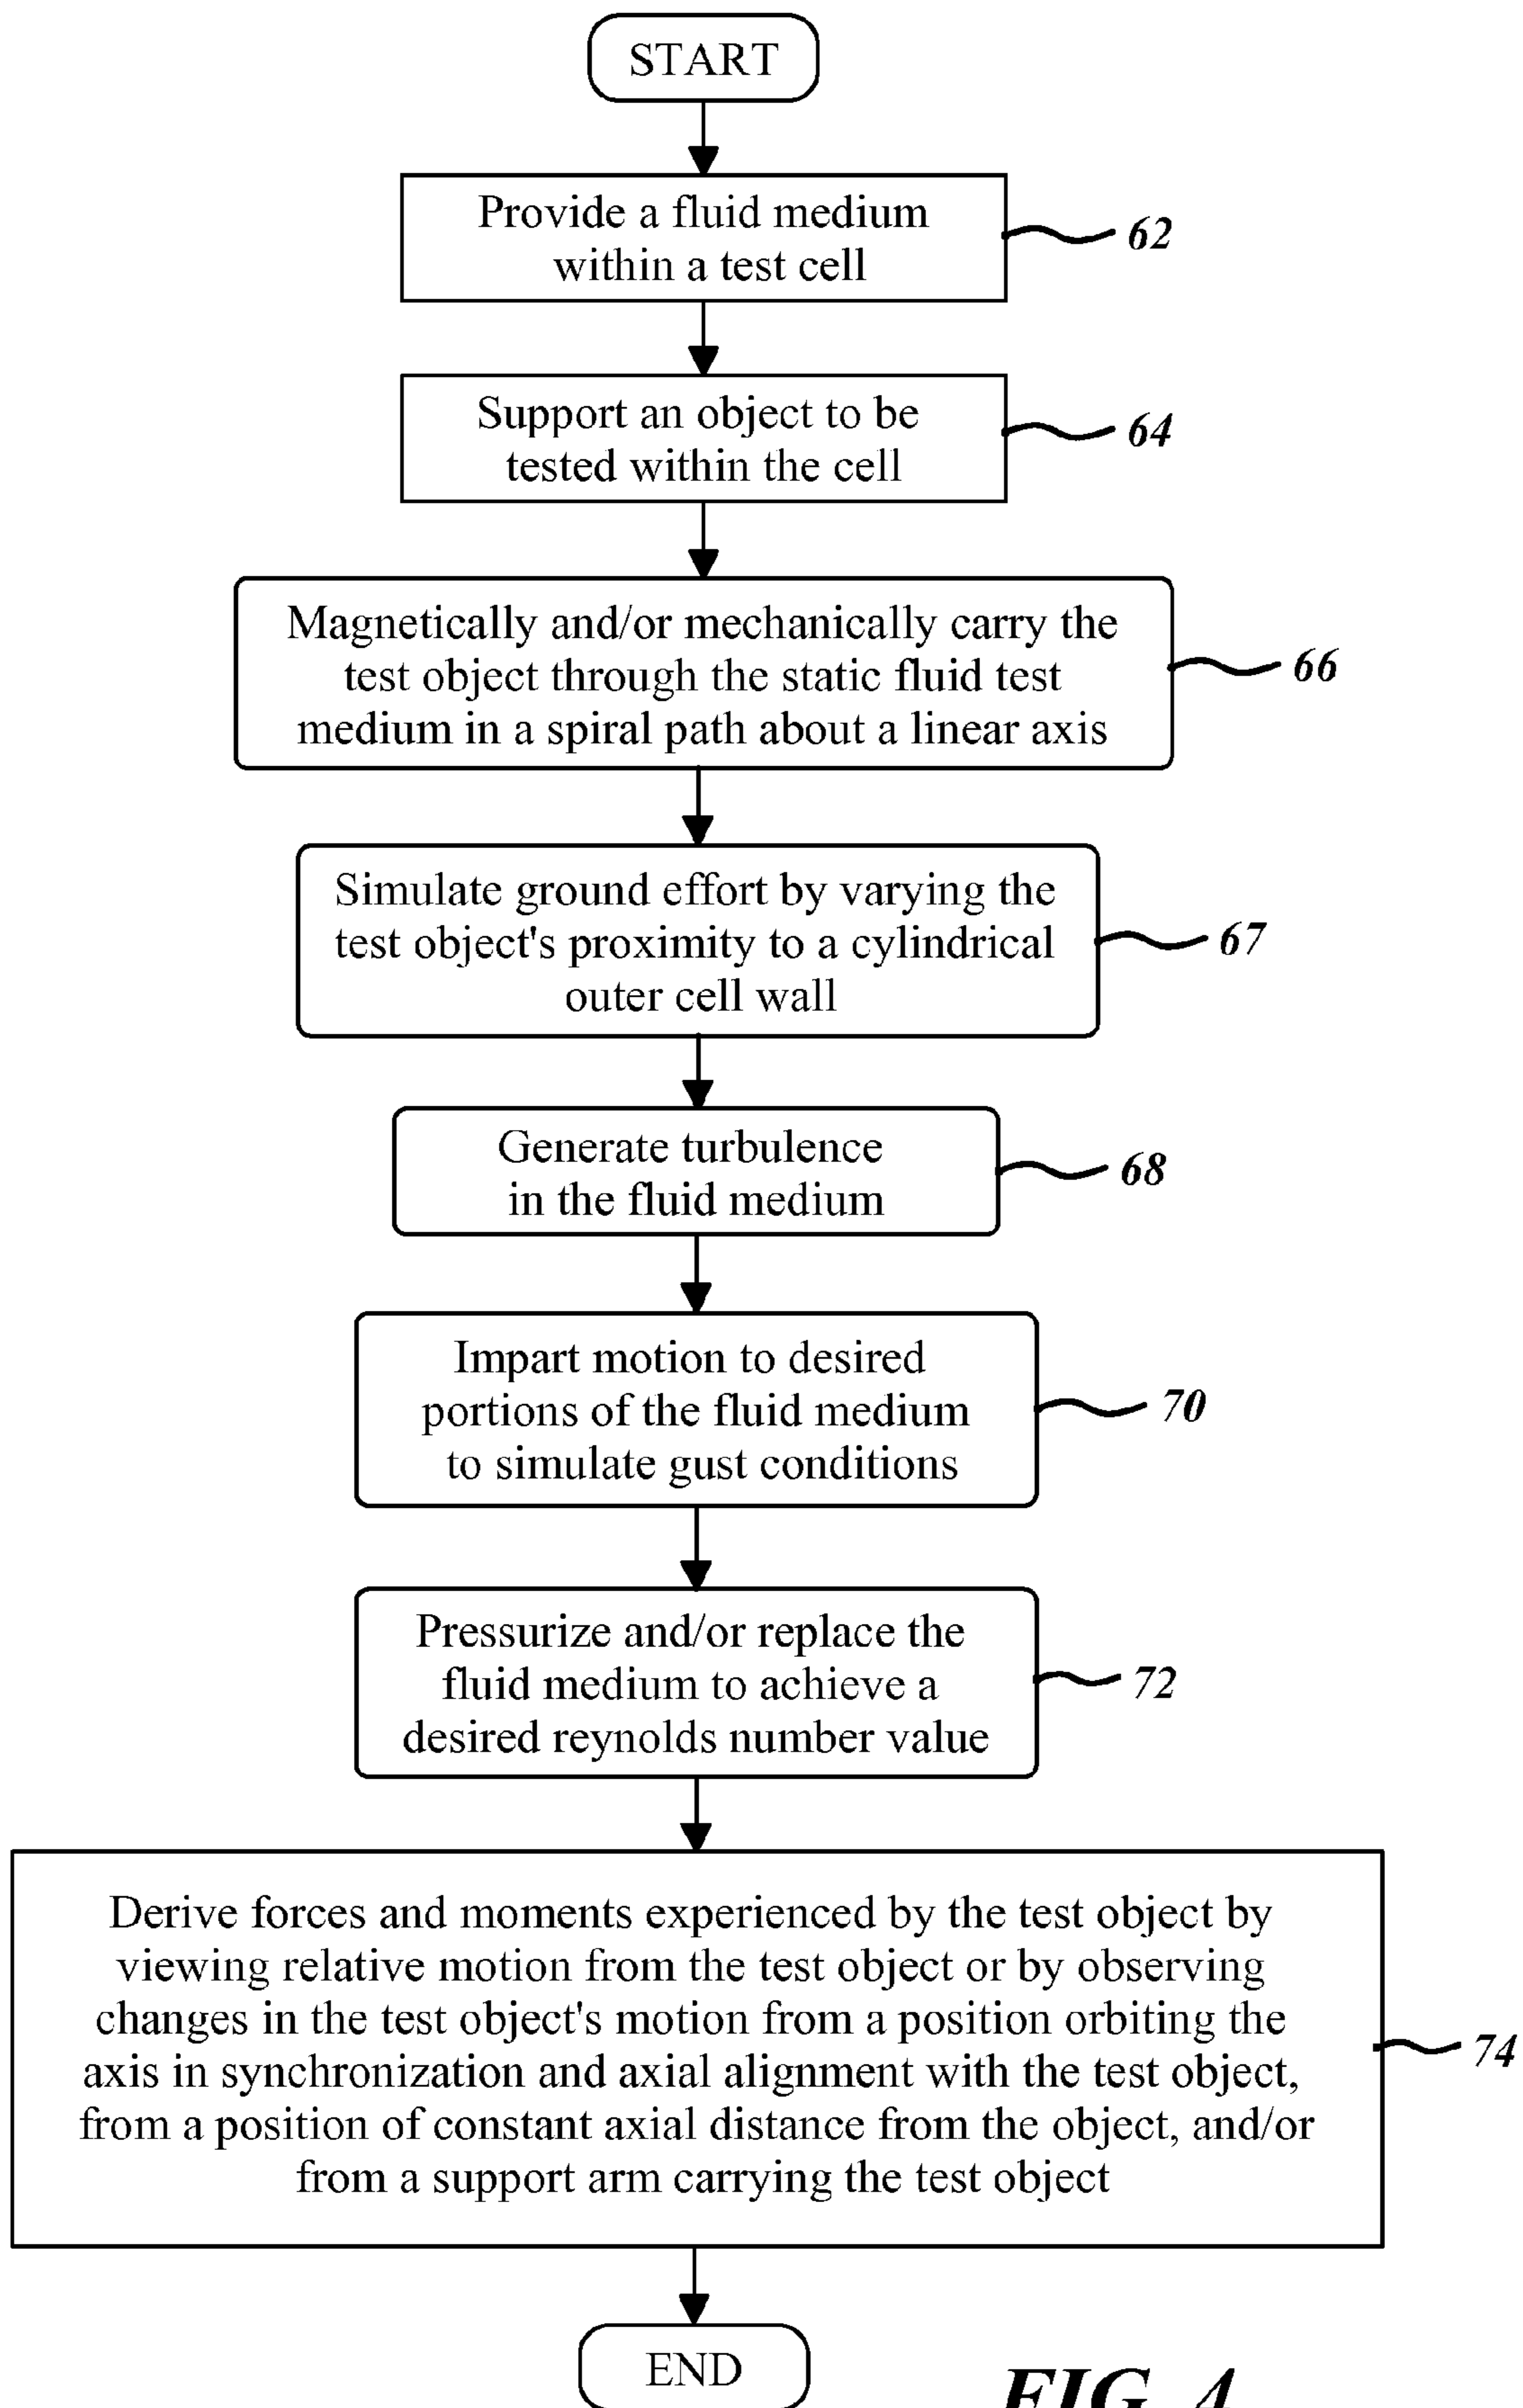 START
Provide a fluid medium
within a test cell
62
Support an object to be
tested within the cell
64
Magnetically and/or mechanically carry the
test object through the static fluid test
medium in a spiral path about a linear axis
66
Simulate ground effort by varying the
test object's proximity to a cylindrical
outer cell wall
67
Generate turbulence
in the fluid medium
68
Impart motion to desired
portions of the fluid medium
to simulate gust conditions
70
Pressurize and/or replace the
fluid medium to achieve a
desired reynolds number value
72
Derive forces and moments experienced by the test object by
viewing relative motion from the test object or by observing
changes in the test object's motion from a position orbiting the
axis in synchronization and axial alignment with the test object,
from a position of constant axial distance from the object, and/or
from a support arm carrying the test object
74
END
FIG. 4